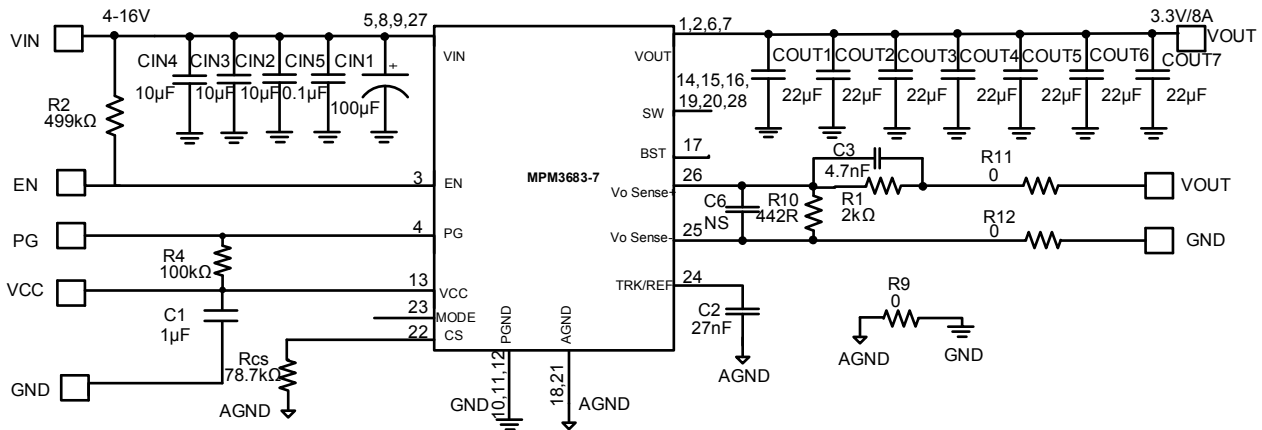 4-16V
VIN
5,8,9,27
VIN
CIN4
CIN3
CIN2
CIN5
CIN1
+
10µF
10µF
10µF
0.1µF
100µF
R2
499kΩ
EN
3
EN
PG
4
PG
R4
100kΩ
VCC
13
VCC
C1
1µF
23
MODE
22
CS
Rcs
78.7kΩ
GND
AGND
MPM3683-7
PGND
10,11,12
GND
AGND
18,21
AGND
1,2,6,7
VOUT
3.3V/8A
VOUT
COUT1
COUT2
COUT3
COUT4
COUT5
COUT6
COUT7
22µF
22µF
22µF
22µF
22µF
22µF
22µF
14,15,16,
19,20,28
SW
17
BST
26
Vo Sense+
C6
NS
C3
4.7nF
R10
442R
R1
2kΩ
R11
0
VOUT
25
Vo Sense-
R12
0
GND
24
TRK/REF
C2
27nF
AGND
R9
0
AGND
GND